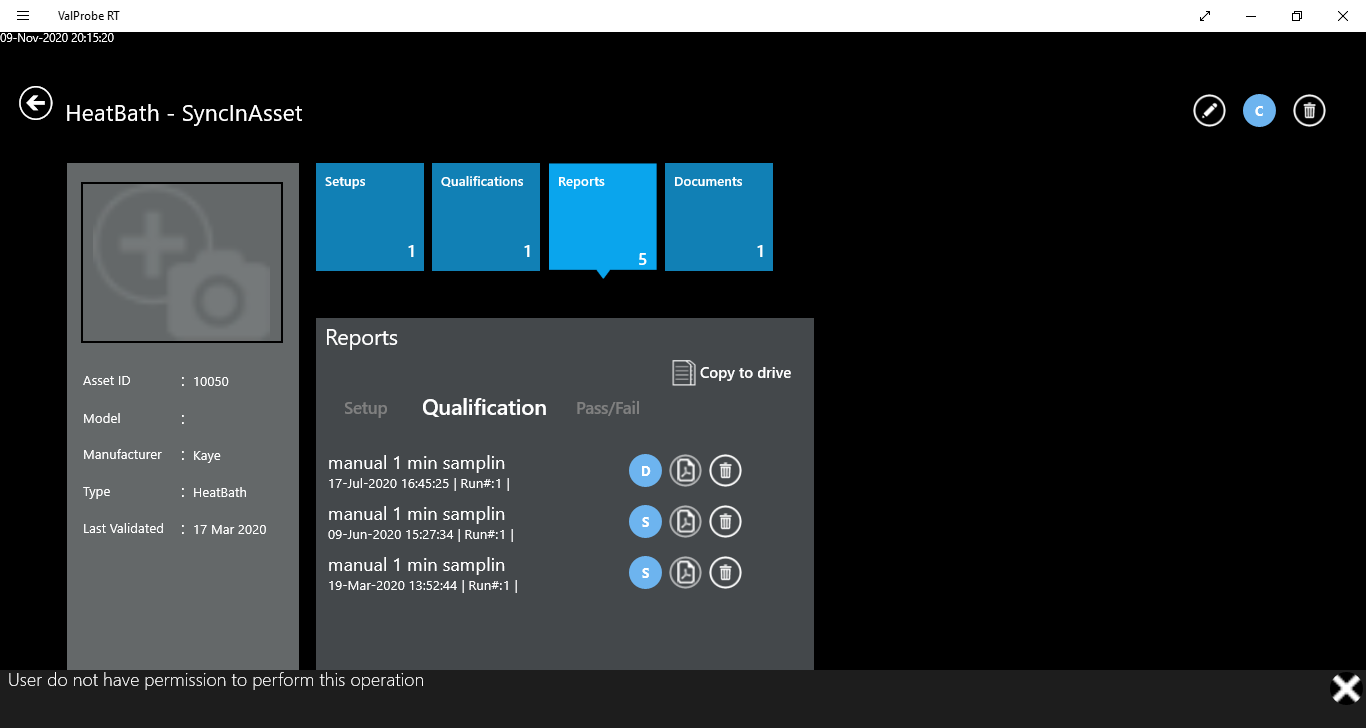 ValProbe RT
09-Nov-2020 20:15:20
HeatBath - SyncInAsset
C
Setups
1
Qualifications
1
Reports
5
Documents
1
Asset ID : 10050
Model :
Manufacturer : Kaye
Type : HeatBath
Last Validated : 17 Mar 2020
Reports
Copy to drive
Setup Qualification Pass/Fail
manual 1 min samplin
17-Jul-2020 16:45:25 | Run#:1 |
D
manual 1 min samplin
09-Jun-2020 15:27:34 | Run#:1 |
S
manual 1 min samplin
19-Mar-2020 13:52:44 | Run#:1 |
S
User do not have permission to perform this operation